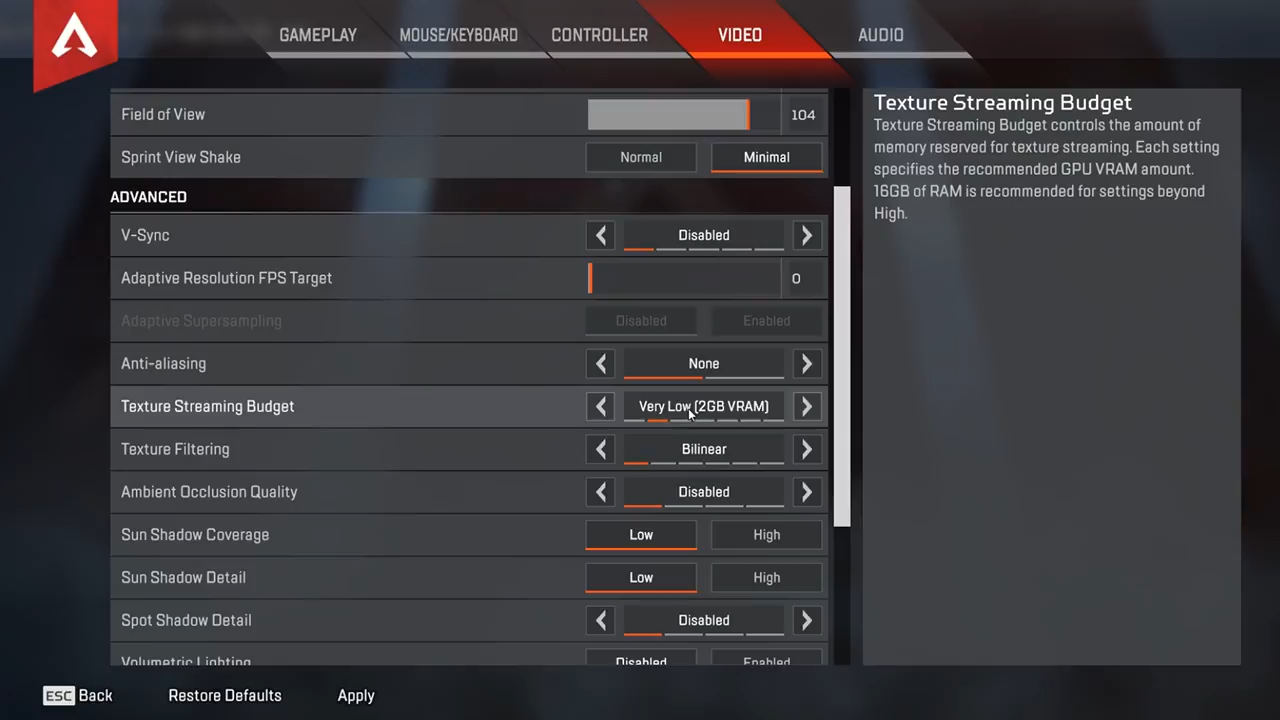 GAMEPLAY MOUSE/KEYBOARD CONTROLLER VIDEO AUDIO
Field of View 104
Sprint View Shake Normal Minimal
ADVANCED
V-Sync Disabled
Adaptive Resolution FPS Target 0
Adaptive Supersampling Disabled Enabled
Anti-aliasing None
Texture Streaming Budget Very Low (2GB VRAM)
Texture Filtering Bilinear
Ambient Occlusion Quality Disabled
Sun Shadow Coverage Low High
Sun Shadow Detail Low High
Spot Shadow Detail Disabled
Volumetric Lighting Disabled Enabled
Texture Streaming Budget
Texture Streaming Budget controls the amount of
memory reserved for texture streaming. Each setting
specifies the recommended GPU VRAM amount.
16GB of RAM is recommended for settings beyond
High.
ESC Back Restore Defaults Apply